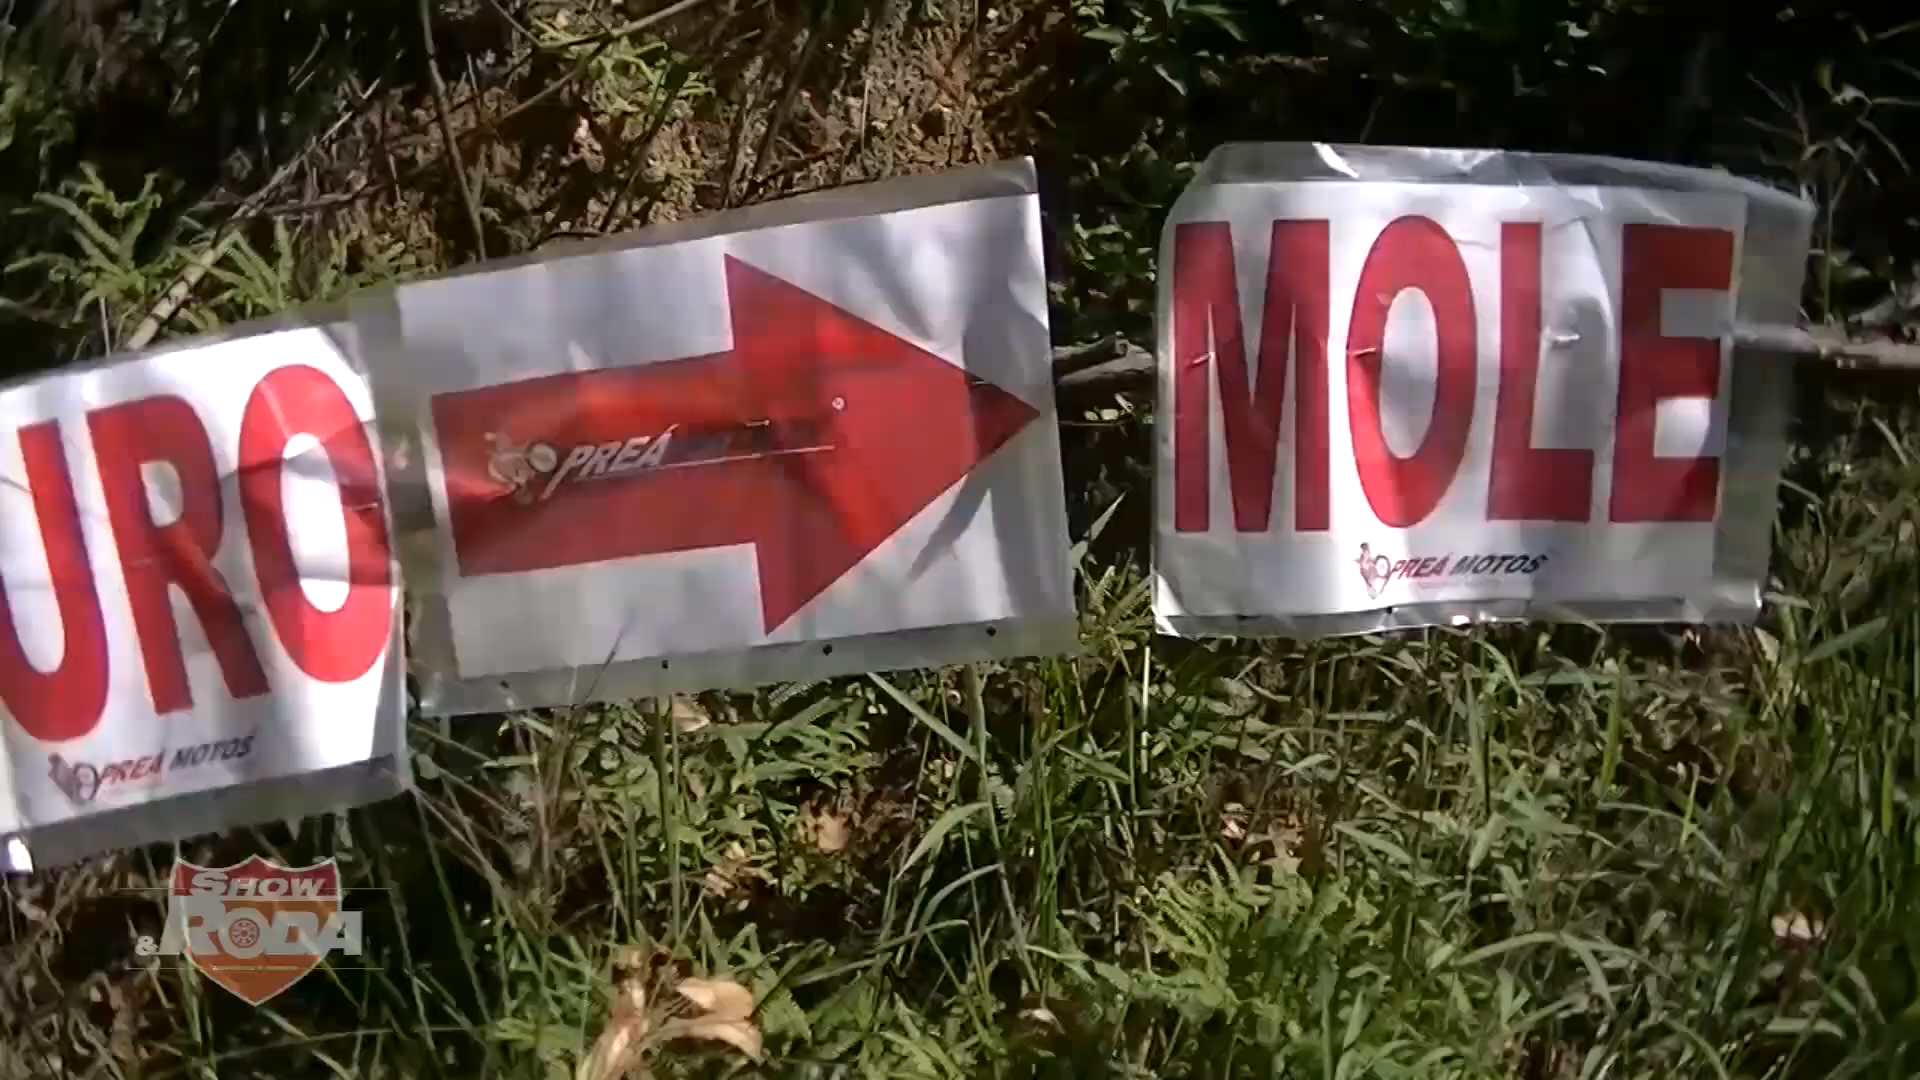 URO
PREÁ MOTOS
PREÁ
MOLE
PREÁ MOTOS
SHOW
& RODA